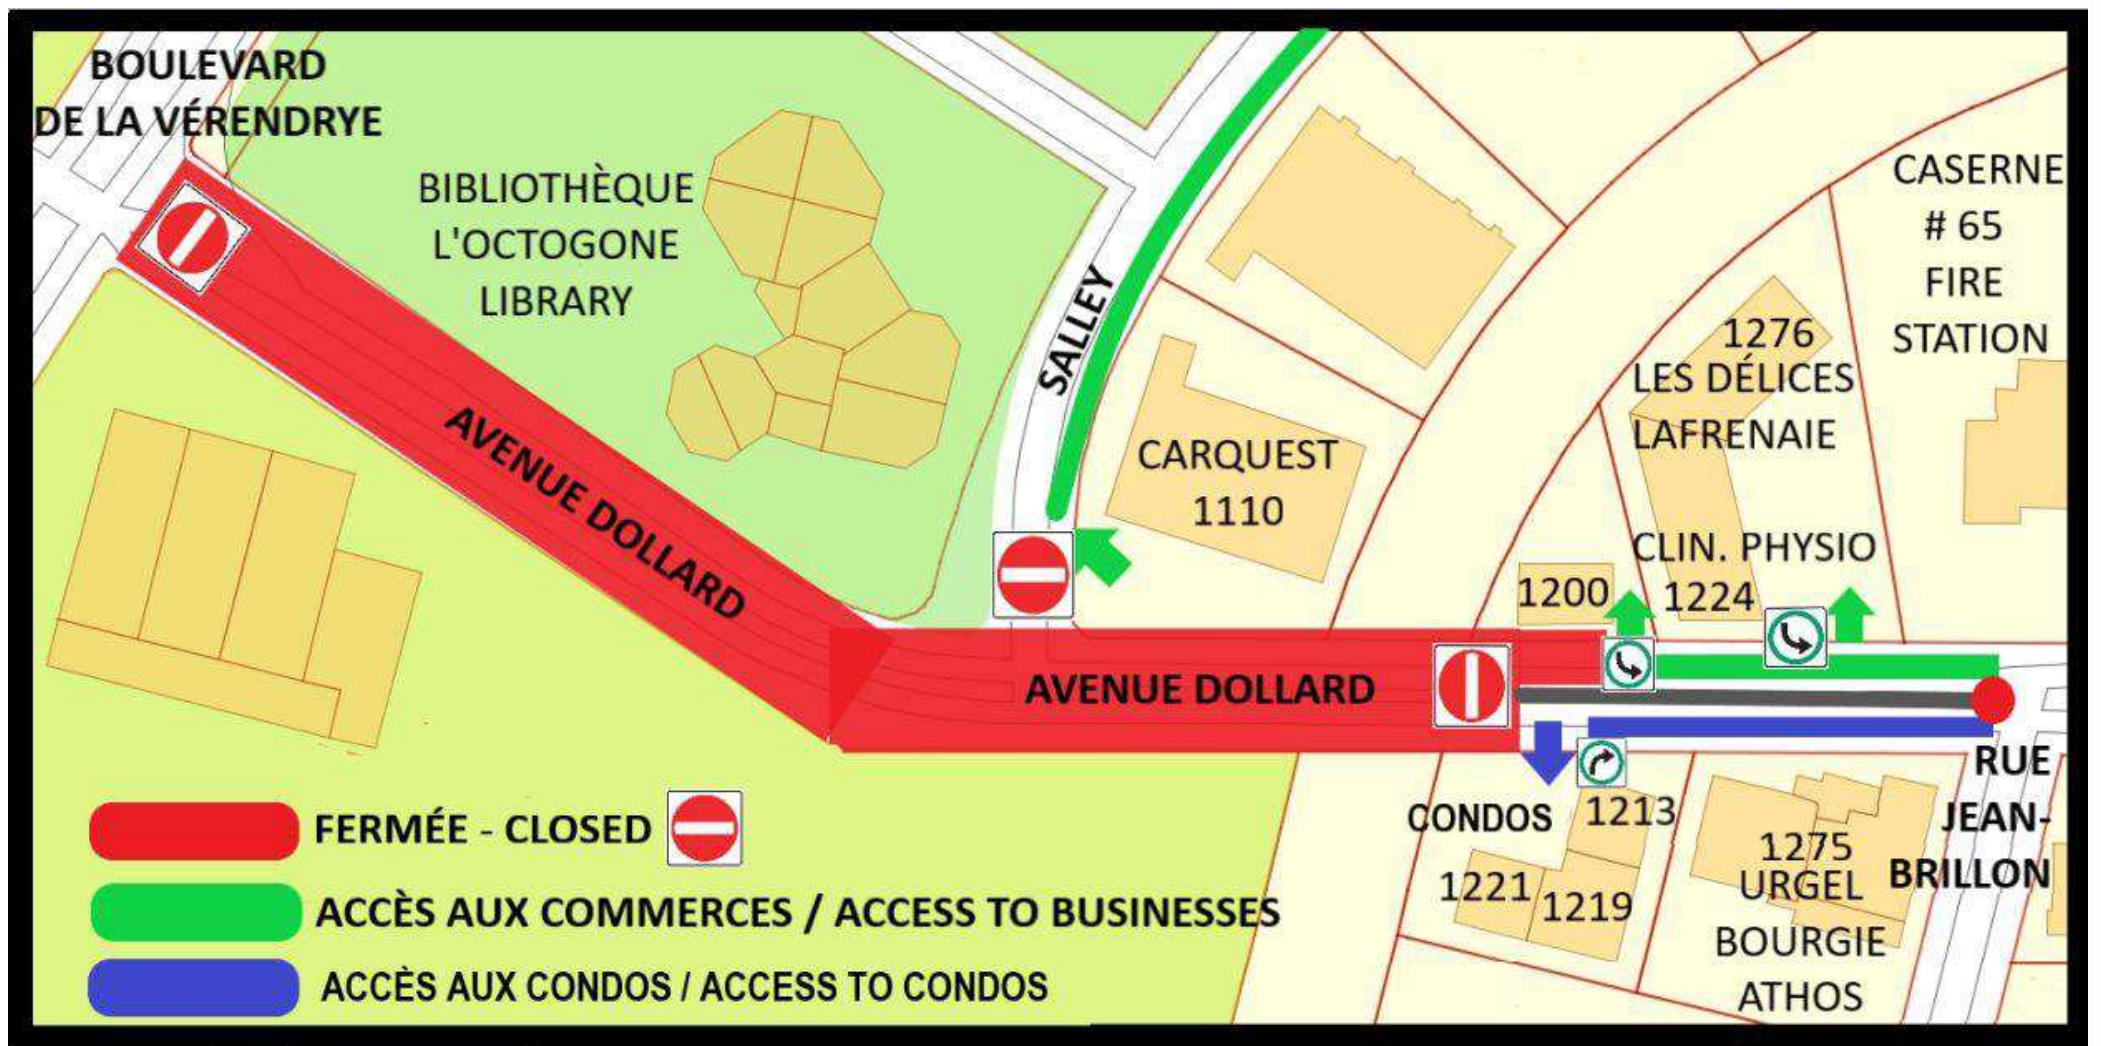 BOULEVARD
DE LA VÉRENDRYE
BIBLIOTHÈQUE
L'OCTOGONE
LIBRARY
SALLEY
CASERNE
# 65
FIRE
STATION
1276
LES DÉLICES
LAFRENAIE
CARQUEST
1110
CLIN. PHYSIO
1224
1200
AVENUE DOLLARD
AVENUE DOLLARD
RUE
JEAN-
BRILLON
CONDOS
1213
1221
1219
1275
URGEL
BOURGIE
ATHOS
FERMÉE - CLOSED
ACCÈS AUX COMMERCES / ACCESS TO BUSINESSES
ACCÈS AUX CONDOS / ACCESS TO CONDOS